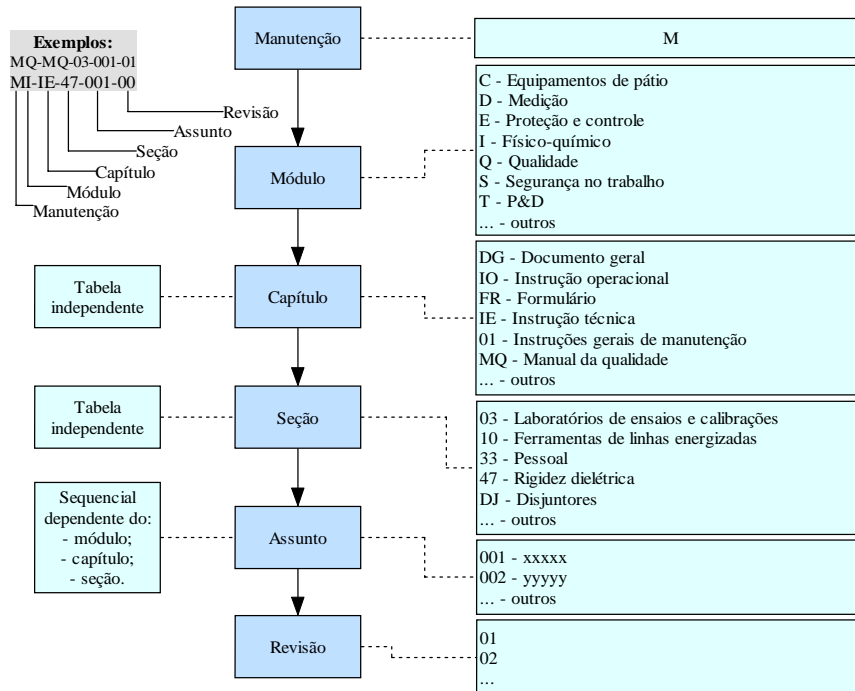 Exemplos:
MQ-MQ-03-001-01
MI-IE-47-001-00
Revisão
Assunto
Seção
Capítulo
Módulo
Manutenção
Manutenção
M
Módulo
C - Equipamentos de pátio
D - Medição
E - Proteção e controle
I - Físico-químico
Q - Qualidade
S - Segurança no trabalho
T - P&D
... - outros
Tabela
independente
Capítulo
DG - Documento geral
IO - Instrução operacional
FR - Formulário
IE - Instrução técnica
01 - Instruções gerais de manutenção
MQ - Manual da qualidade
... - outros
Tabela
independente
Seção
03 - Laboratórios de ensaios e calibrações
10 - Ferramentas de linhas energizadas
33 - Pessoal
47 - Rigidez dielétrica
DJ - Disjuntores
... - outros
Sequencial
dependente do:
- módulo;
- capítulo;
- seção.
Assunto
001 - xxxxx
002 - yyyyy
... - outros
Revisão
01
02
...